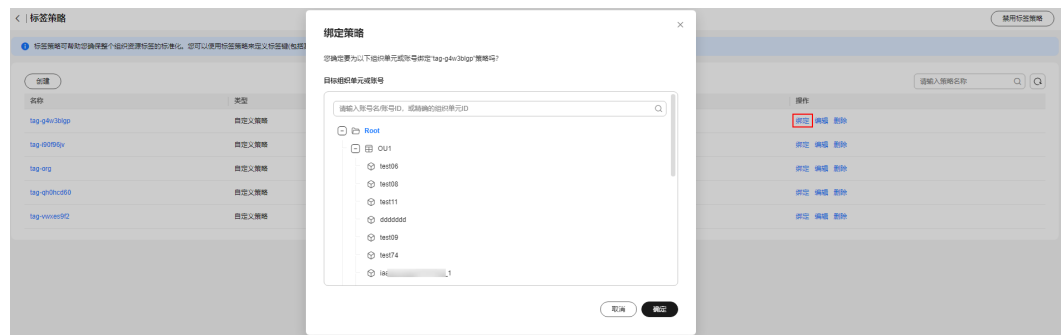 标签策略
禁用标签策略
标签策略可帮助您确保整个组织资源标签的标准化。您可以使用标签策略来定义标签键(包括
创建
请输入策略名称
名称 类型 操作
tag-g4w3blgp 自定义策略 绑定 编辑 删除
tag-i90f96jv 自定义策略 绑定 编辑 删除
tag-org 自定义策略 绑定 编辑 删除
tag-qh0hcd60 自定义策略 绑定 编辑 删除
tag-vwxes9f2 自定义策略 绑定 编辑 删除
绑定策略
您确定要为以下组织单元或账号绑定"tag-g4w3blgp"策略吗?
目标组织单元或账号
请输入账号名/账号ID、或精确的组织单元ID
Root
OU1
test06
test08
test11
ddddddd
test09
test74
_1
取消 确定